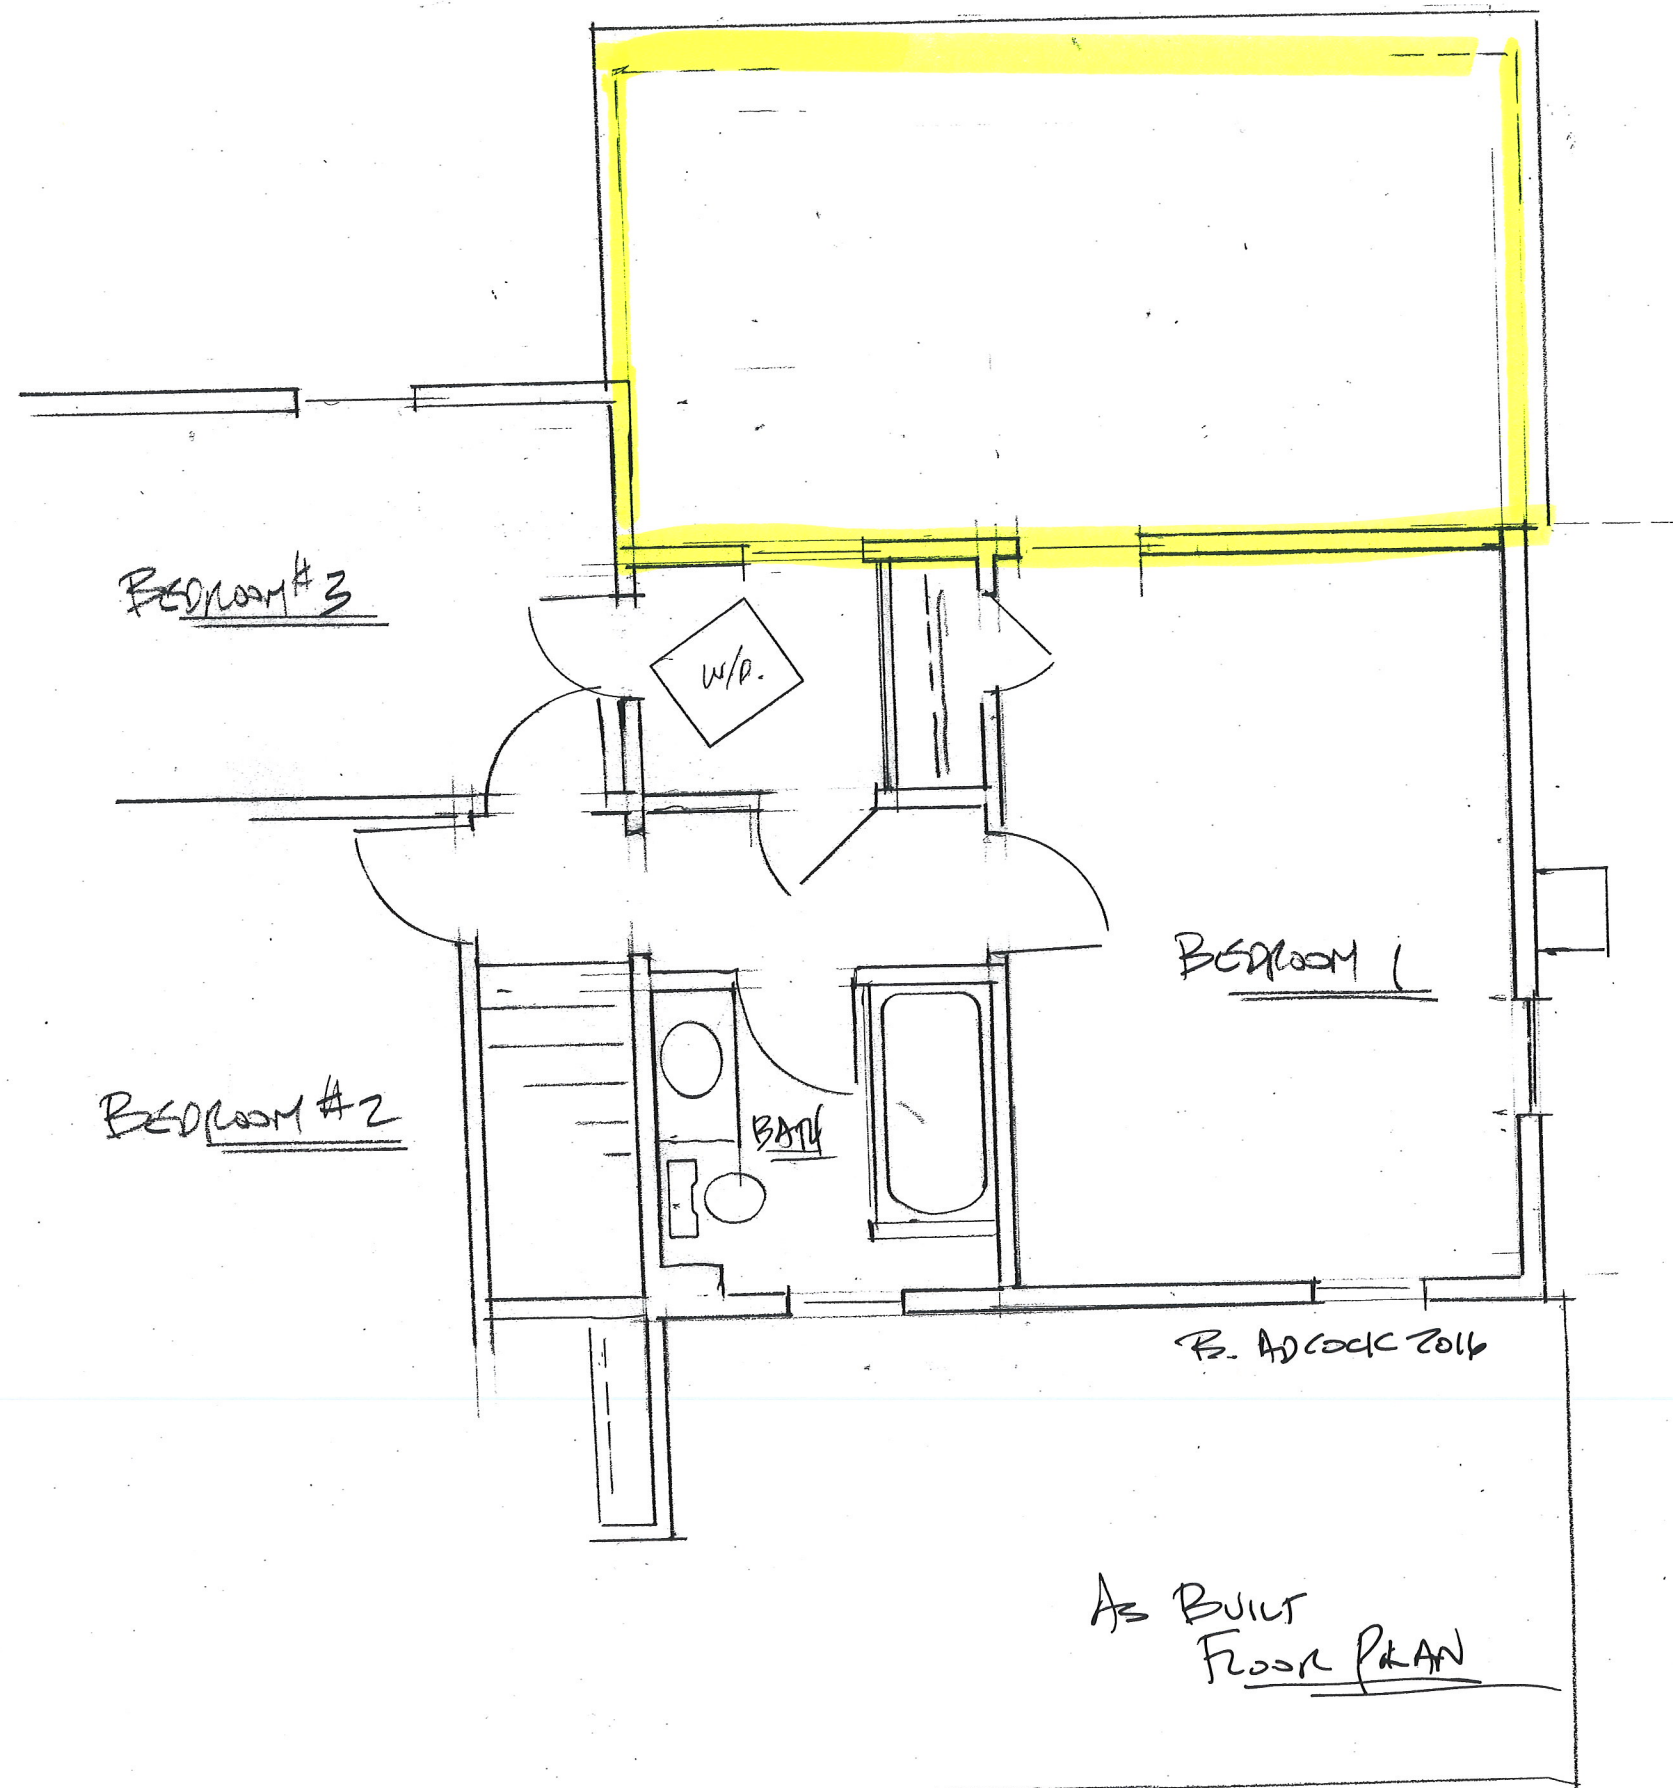 BEDROOM #3
W/D.
BEDROOM 1
BEDROOM #2
BATH
B. ADCOCK 2016
AS BUILT
FLOOR PLAN